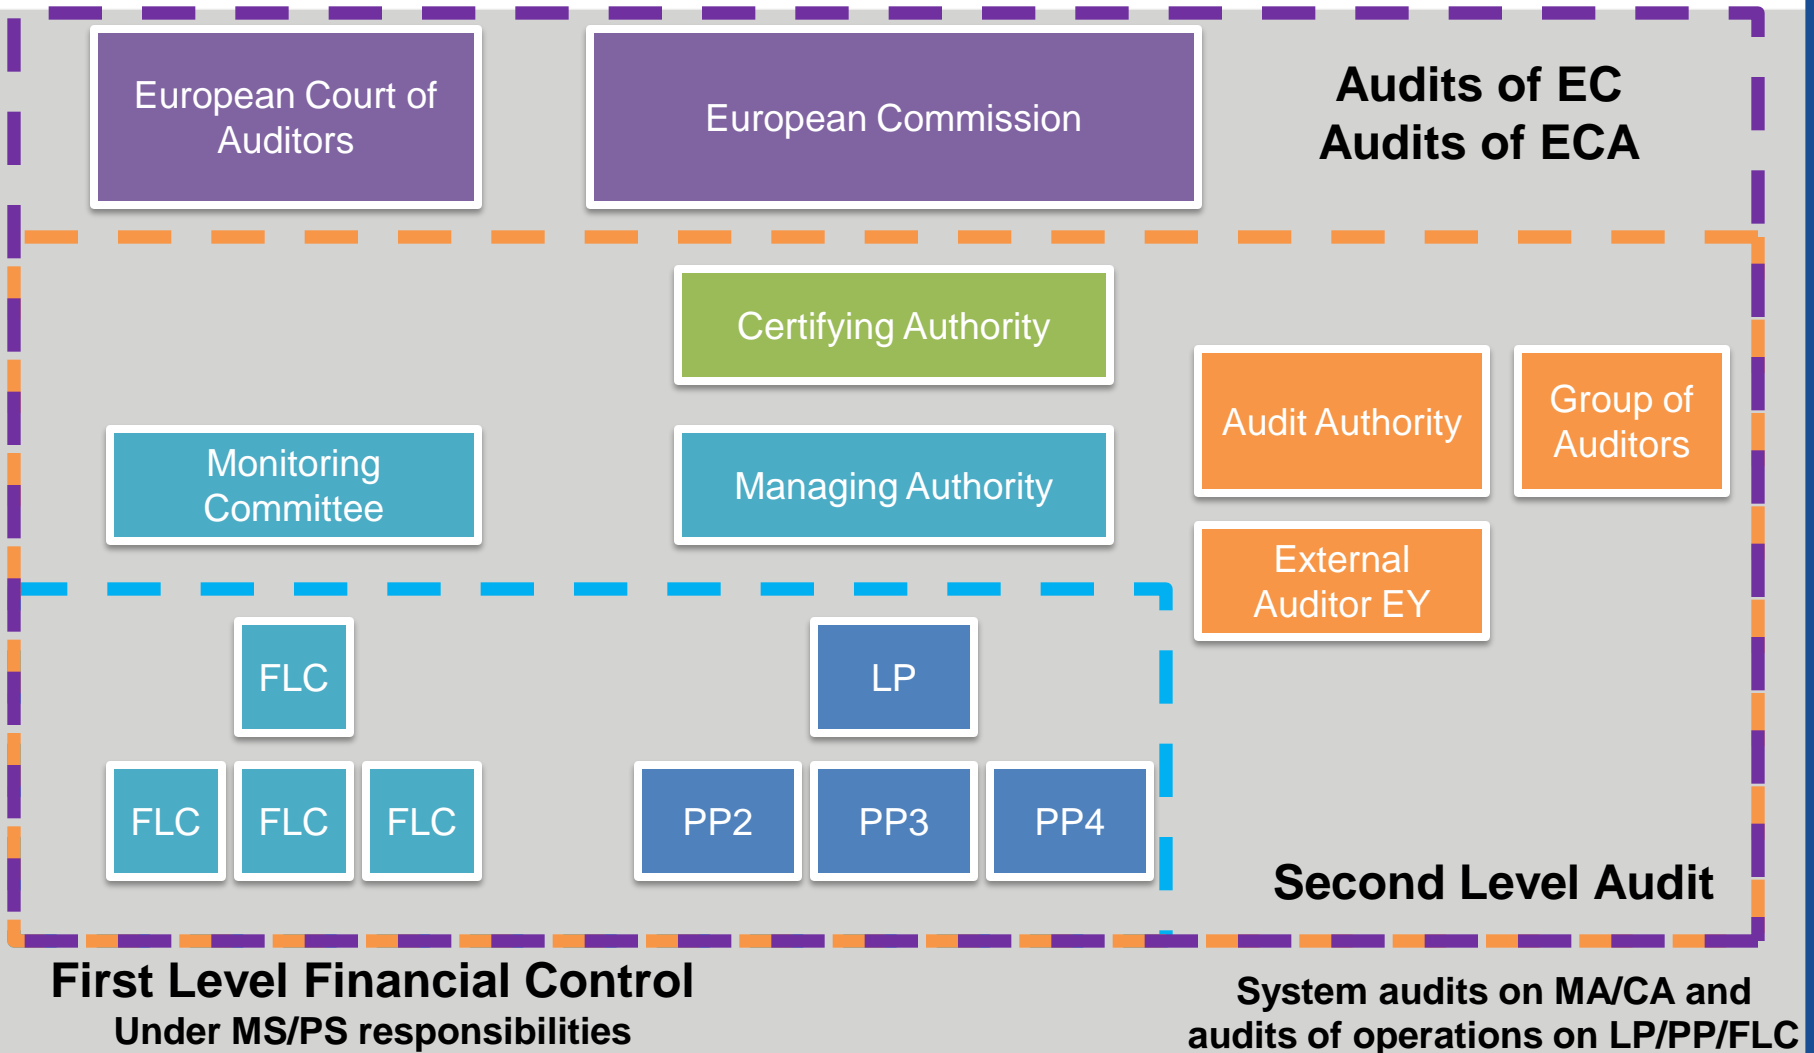 European Court of
Auditors
European Commission
Audits of EC
Audits of ECA
Certifying Authority
Monitoring
Committee
Managing Authority
Audit Authority
Group of
Auditors
External
Auditor EY
FLC
LP
FLC
FLC
FLC
PP2
PP3
PP4
Second Level Audit
First Level Financial Control
Under MS/PS responsibilities
System audits on MA/CA and
audits of operations on LP/PP/FLC